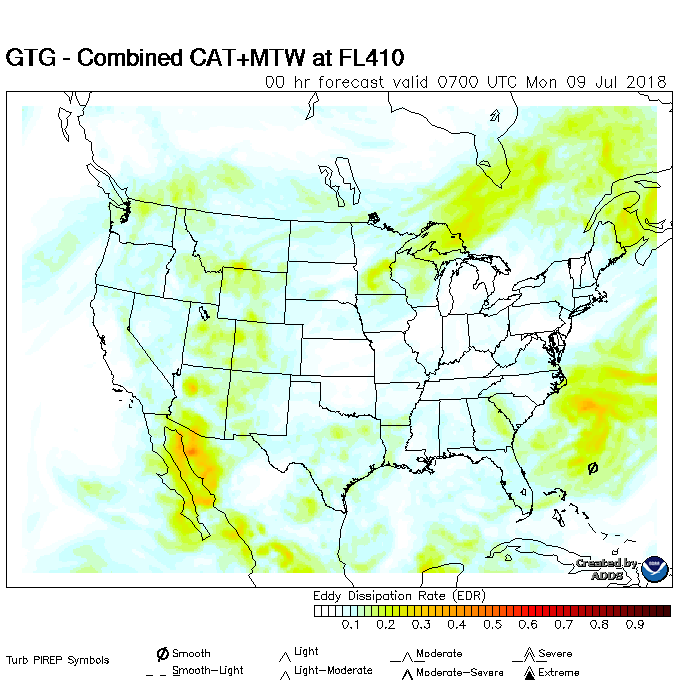 GTG - Combined CAT+MTW at FL410
00 hr forecast valid 0700 UTC Mon 09 Jul 2018
Created by
ADDS
Eddy Dissipation Rate (EDR)
0.1 0.2 0.3 0.4 0.5 0.6 0.7 0.8 0.9
Turb PIREP Symbols
Smooth Light Moderate Severe
Smooth-Light Light-Moderate Moderate-Severe Extreme